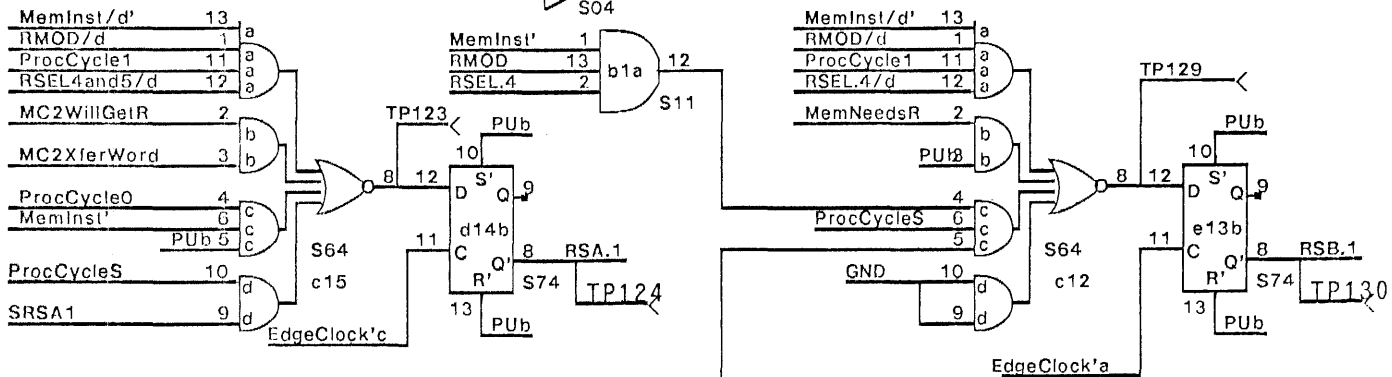 S04
MemInst/d' 13 a
RMOD/d 1 a
ProcCycle1 11 a
RSEL4and5/d 12 a
MC2WillGetR 2 b
MC2XferWord 3 b
ProcCycle0 4 c
MemInst' 6 c
PUb 5 c
ProcCycleS 10 d
SRSA1 9 d
S64
c15
8
TP123
12
PUb
10
S'
D
Q 9
d14b
11
C
Q' 8
R'
S74
13
PUb
RSA.1
TP124
EdgeClock'c
MemInst' 1
RMOD 13
RSEL.4 2
b1a
12
S11
MemInst/d' 13 a
RMOD/d 1 a
ProcCycle1 11 a
RSEL.4/d 12 a
MemNeedsR 2 b
PUb3 b
4 c
ProcCycleS 6 c
5 c
GND 10 d
9 d
S64
c12
8
TP129
12
PUb
10
S'
D
Q 9
e13b
11
C
Q' 8
R'
S74
13
PUb
RSB.1
TP130
EdgeClock'a